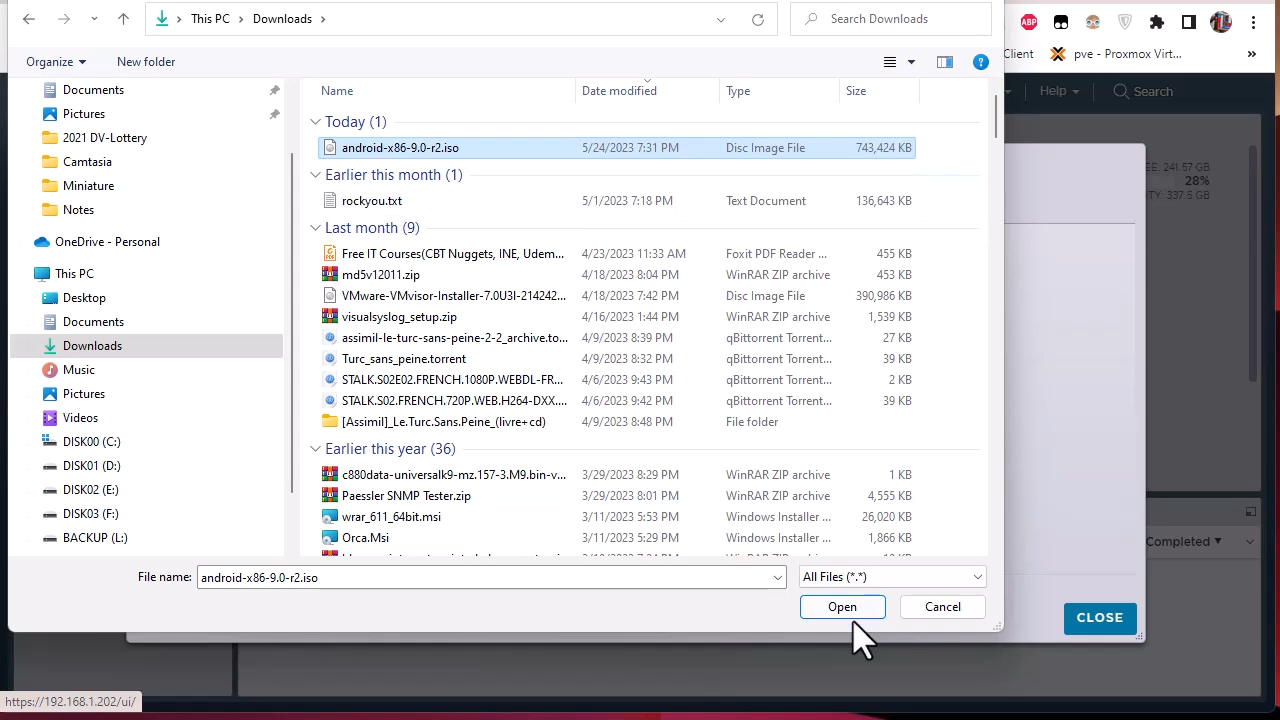 This PC
Downloads
Search Downloads
Organize
New folder
ABP
Client
pve - Proxmox Virt...
»
Help
Search
Documents
Pictures
2021 DV-Lottery
Camtasia
Miniature
Notes
OneDrive - Personal
This PC
Desktop
Documents
Downloads
Music
Pictures
Videos
DISK00 (C:)
DISK01 (D:)
DISK02 (E:)
DISK03 (F:)
BACKUP (L:)
Name Date modified Type Size
Today (1)
android-x86-9.0-r2.iso 5/24/2023 7:31 PM Disc Image File 743,424 KB
Earlier this month (1)
rockyou.txt 5/1/2023 7:18 PM Text Document 136,643 KB
Last month (9)
Free IT Courses(CBT Nuggets, INE, Udem... 4/23/2023 11:33 AM Foxit PDF Reader ... 455 KB
md5v12011.zip 4/18/2023 8:04 PM WinRAR ZIP archive 453 KB
VMware-VMvisor-Installer-7.0U3I-214242... 4/18/2023 7:42 PM Disc Image File 390,986 KB
visualsyslog_setup.zip 4/16/2023 1:44 PM WinRAR ZIP archive 1,539 KB
assimil-le-turc-sans-peine-2-2_archive.to... 4/9/2023 8:39 PM qBittorrent Torrent... 27 KB
Turc_sans_peine.torrent 4/9/2023 8:32 PM qBittorrent Torrent... 39 KB
STALK.S02E02.FRENCH.1080P.WEBDL-FR... 4/6/2023 9:43 PM qBittorrent Torrent... 2 KB
STALK.S02.FRENCH.720P.WEB.H264-DXX.... 4/6/2023 9:42 PM qBittorrent Torrent... 39 KB
[Assimil]_Le.Turc.Sans.Peine_(livre+cd) 4/9/2023 8:48 PM File folder
Earlier this year (36)
c880data-universalk9-mz.157-3.M9.bin-v... 3/29/2023 8:29 PM WinRAR ZIP archive 1 KB
Paessler SNMP Tester.zip 3/29/2023 8:01 PM WinRAR ZIP archive 4,555 KB
wrar_611_64bit.msi 3/11/2023 5:53 PM Windows Installer ... 26,020 KB
Orca.Msi 3/11/2023 5:29 PM Windows Installer ... 1,866 KB
File name: android-x86-9.0-r2.iso All Files (*.*)
Open Cancel
241.57 GB
28%
337.5 GB
Completed
CLOSE
https://192.168.1.202/ui/